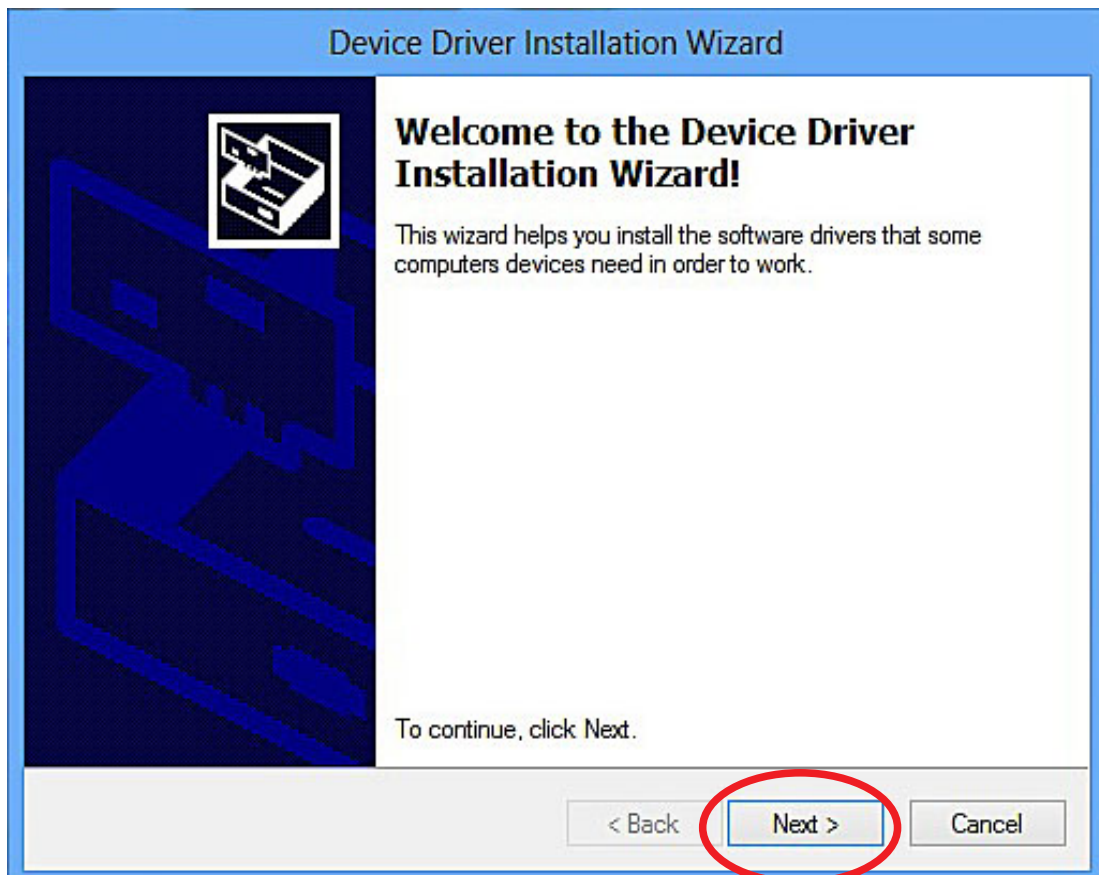 Device Driver Installation Wizard
Welcome to the Device Driver
Installation Wizard!
This wizard helps you install the software drivers that some
computers devices need in order to work.
To continue, click Next.
< Back
Next >
Cancel